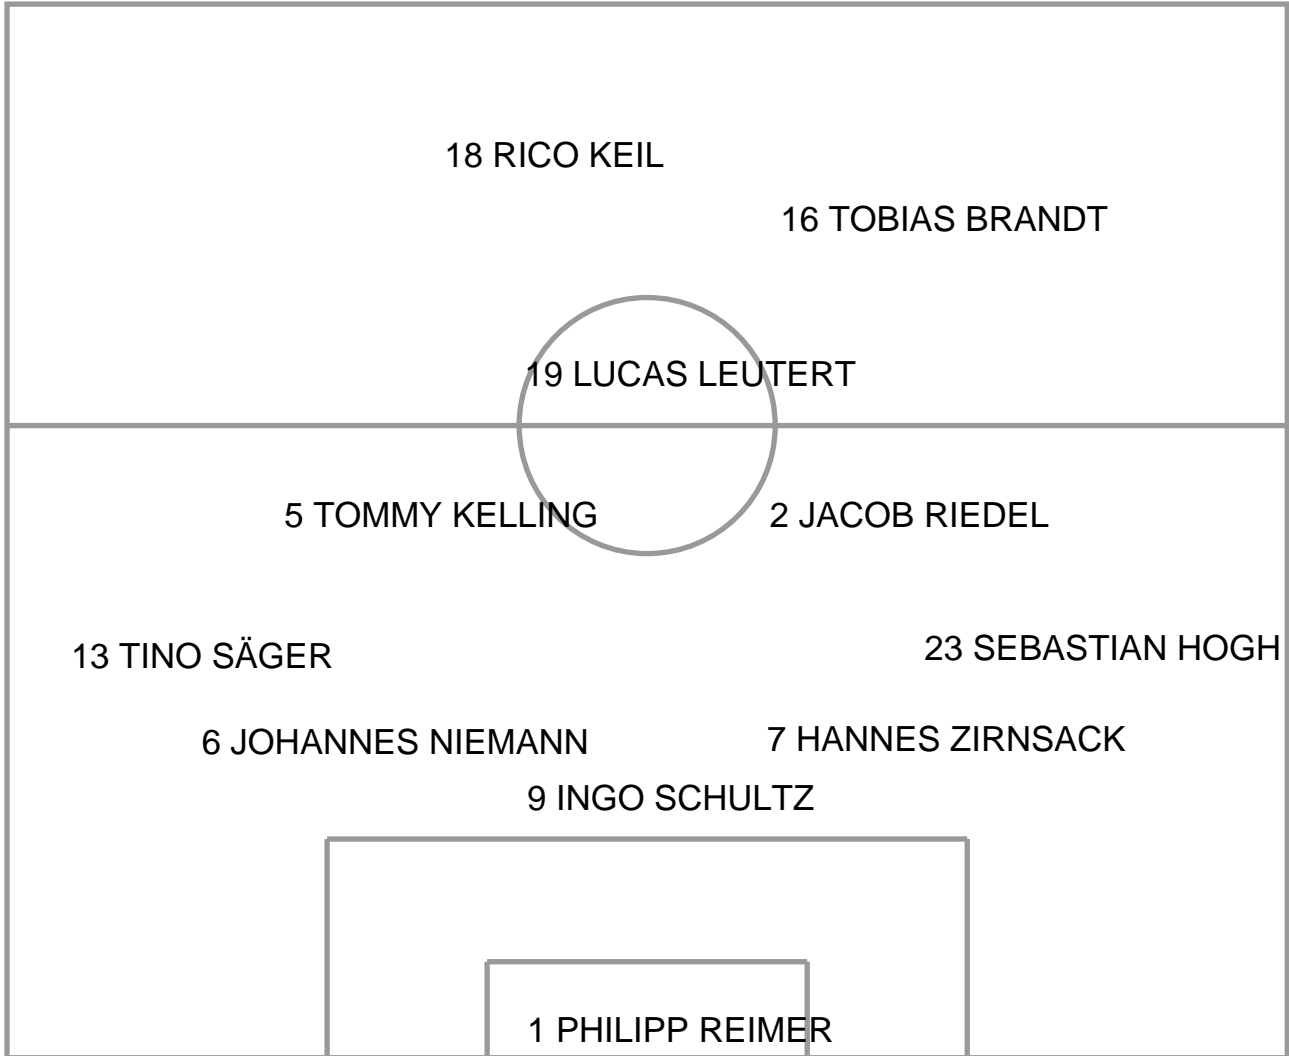 18 RICO KEIL
16 TOBIAS BRANDT
19 LUCAS LEUTERT
5 TOMMY KELLING
2 JACOB RIEDEL
13 TINO SÄGER
23 SEBASTIAN HOGH
6 JOHANNES NIEMANN
7 HANNES ZIRNSACK
9 INGO SCHULTZ
1 PHILIPP REIMER